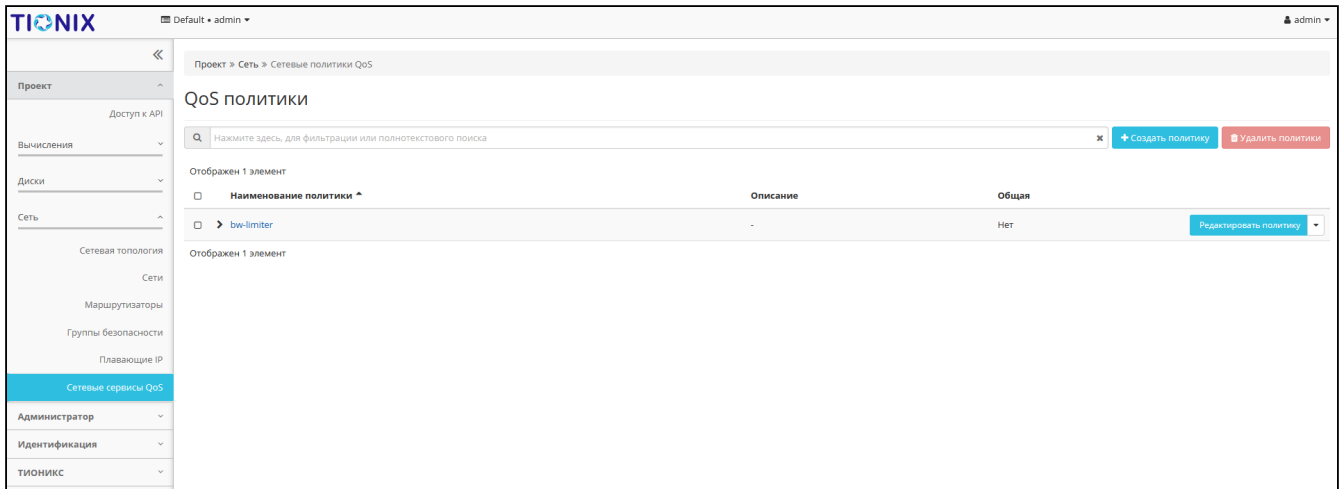 TIONIX
Default • admin
admin
Проект » Сеть » Сетевые политики QoS
Проект
QoS политики
Доступ к API
Нажмите здесь, для фильтрации или полнотекстового поиска
Создать политику
Удалить политики
Вычисления
Отображен 1 элемент
Диски
Наименование политики
Описание
Общая
Сеть
bw-limiter
-
Нет
Редактировать политику
Сетевая топология
Отображен 1 элемент
Сети
Маршрутизаторы
Группы безопасности
Плавающие IP
Сетевые сервисы QoS
Администратор
Идентификация
ТИОНИКС